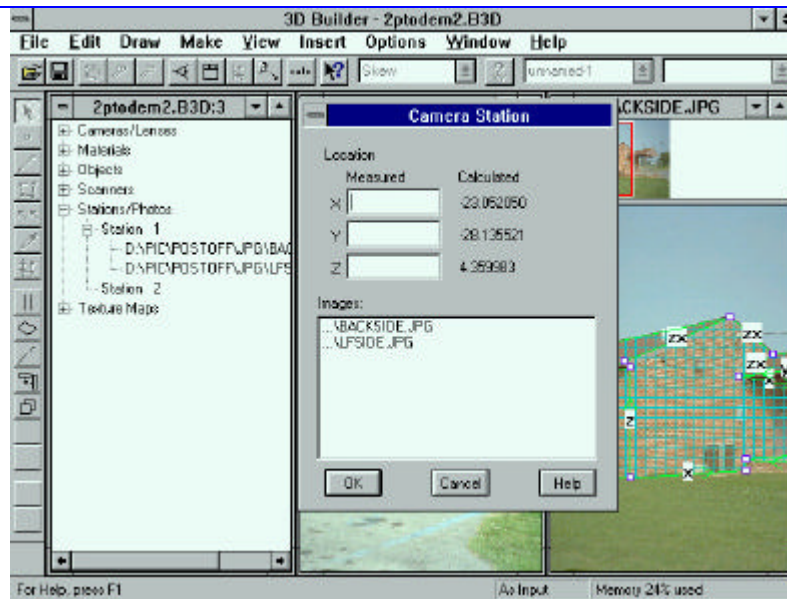 3D Builder - 2ptodem2.B3D
File Edit Draw Make View Insert Options Window Help
Skew unnamed-1
2ptodem2.B3D:3
Cameras/Lenses
Materials
Objects
Scanners
Stations/Photos
Station 1
D:\PIC\POSTOFF\JPG\BAC
D:\PIC\POSTOFF\JPG\LFS
Station 2
Texture Maps
Camera Station
Location
Measured Calculated
X -23.052050
Y -28.135521
Z 4.359983
Images:
...\BACKSIDE.JPG
...\LFSIDE.JPG
OK Cancel Help
CKSIDE.JPG
zx zx
zx
x y
z
x
For Help, press F1 As Input Memory 24% used